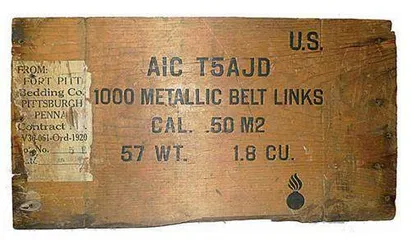 U.S.
AIC T5AJD
1000 METALLIC BELT LINKS
CAL. .50 M2
57 WT. 1.8 CU.
FROM:
FORT PITT
Bedding Co.
PITTSBURGH
PENNA
Contract